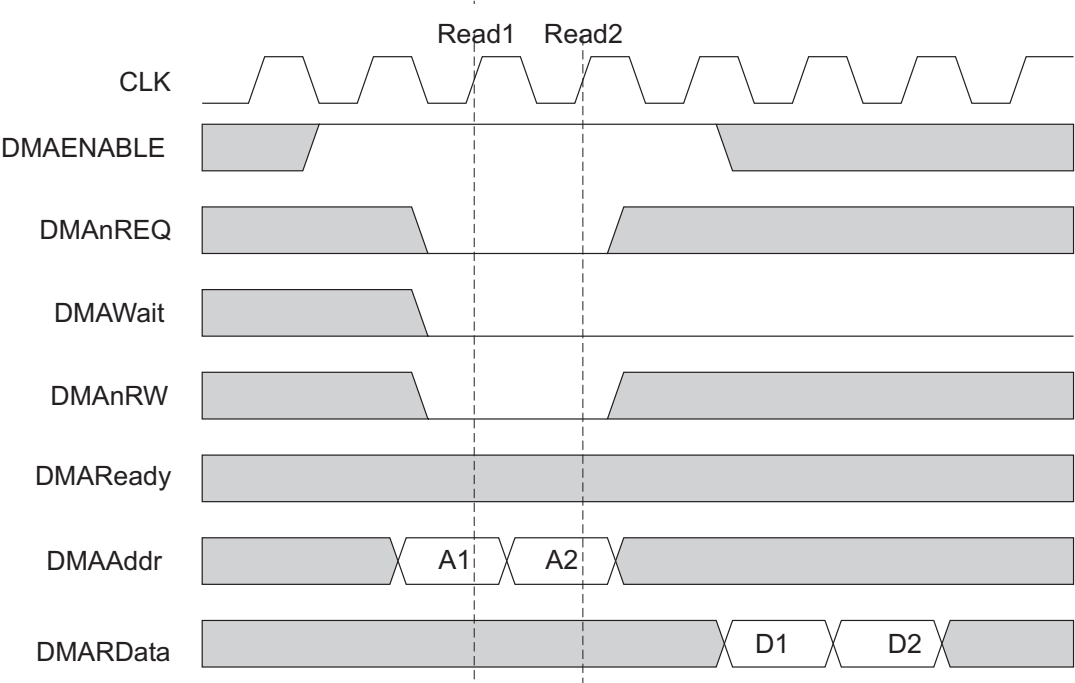 Read1 Read2
CLK
DMAENABLE
DMAnREQ
DMAWait
DMAnRW
DMAReady
DMAAddr A1 A2
DMARData D1 D2